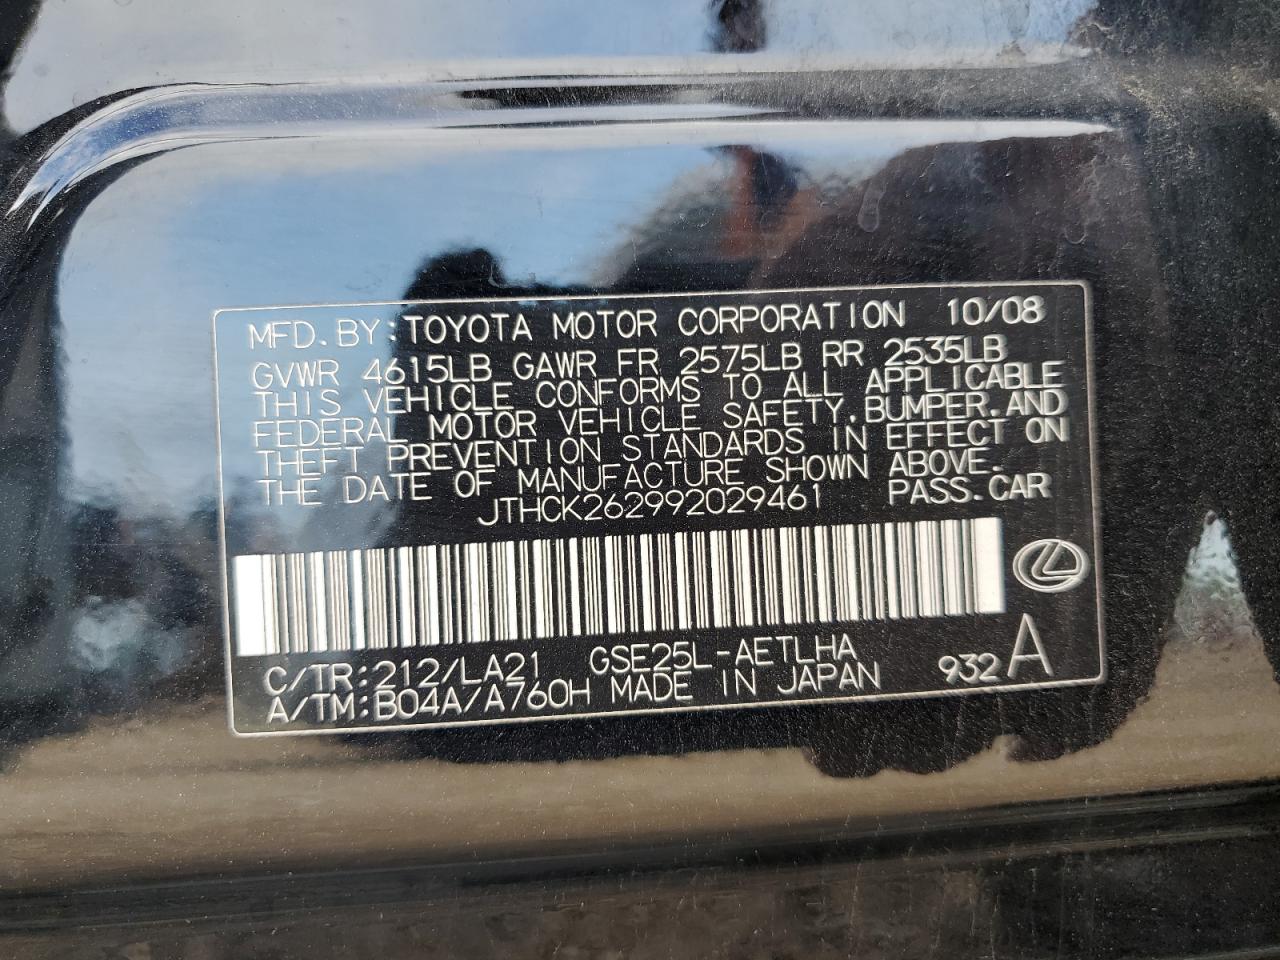 MFD. BY: TOYOTA MOTOR CORPORATION 10/08
GVWR 4615LB GAWR FR 2575LB RR 2535LB
THIS VEHICLE CONFORMS TO ALL APPLICABLE
FEDERAL MOTOR VEHICLE SAFETY, BUMPER, AND
THEFT PREVENTION STANDARDS IN EFFECT ON
THE DATE OF MANUFACTURE SHOWN ABOVE.
JTHCK262992029461 PASS. CAR
C/TR: 212/LA21 GSE25L-AETLHA
A/TM: B04A/A760H MADE IN JAPAN 932 A